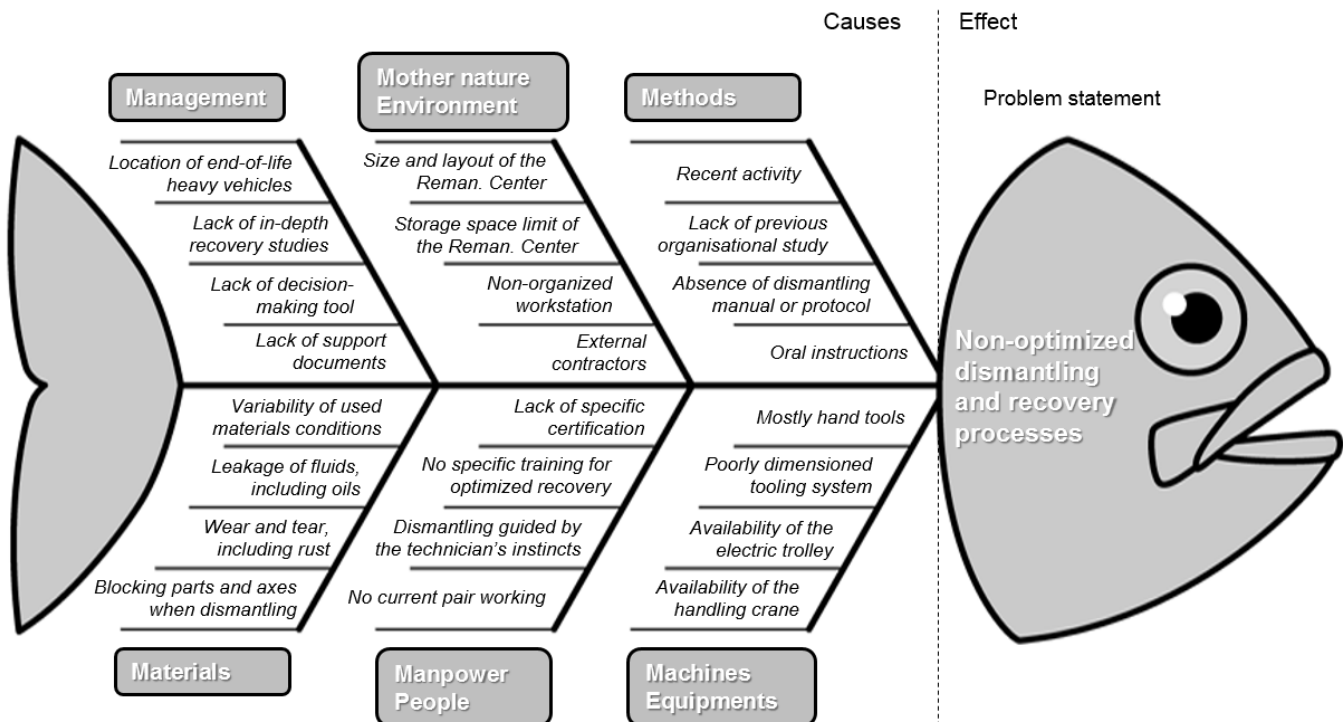 Causes
Effect
Management
Mother nature
Environment
Methods
Problem statement
Location of end-of-life
heavy vehicles
Lack of in-depth
recovery studies
Lack of decision-
making tool
Lack of support
documents
Size and layout of the
Reman. Center
Storage space limit of
the Reman. Center
Non-organized
workstation
External
contractors
Recent activity
Lack of previous
organisational study
Absence of dismantling
manual or protocol
Oral instructions
Non-optimized
dismantling
and recovery
processes
Variability of used
materials conditions
Leakage of fluids,
including oils
Wear and tear,
including rust
Blocking parts and axes
when dismantling
Lack of specific
certification
No specific training for
optimized recovery
Dismantling guided by
the technician's instincts
No current pair working
Mostly hand tools
Poorly dimensioned
tooling system
Availability of the
electric trolley
Availability of the
handling crane
Materials
Manpower
People
Machines
Equipments